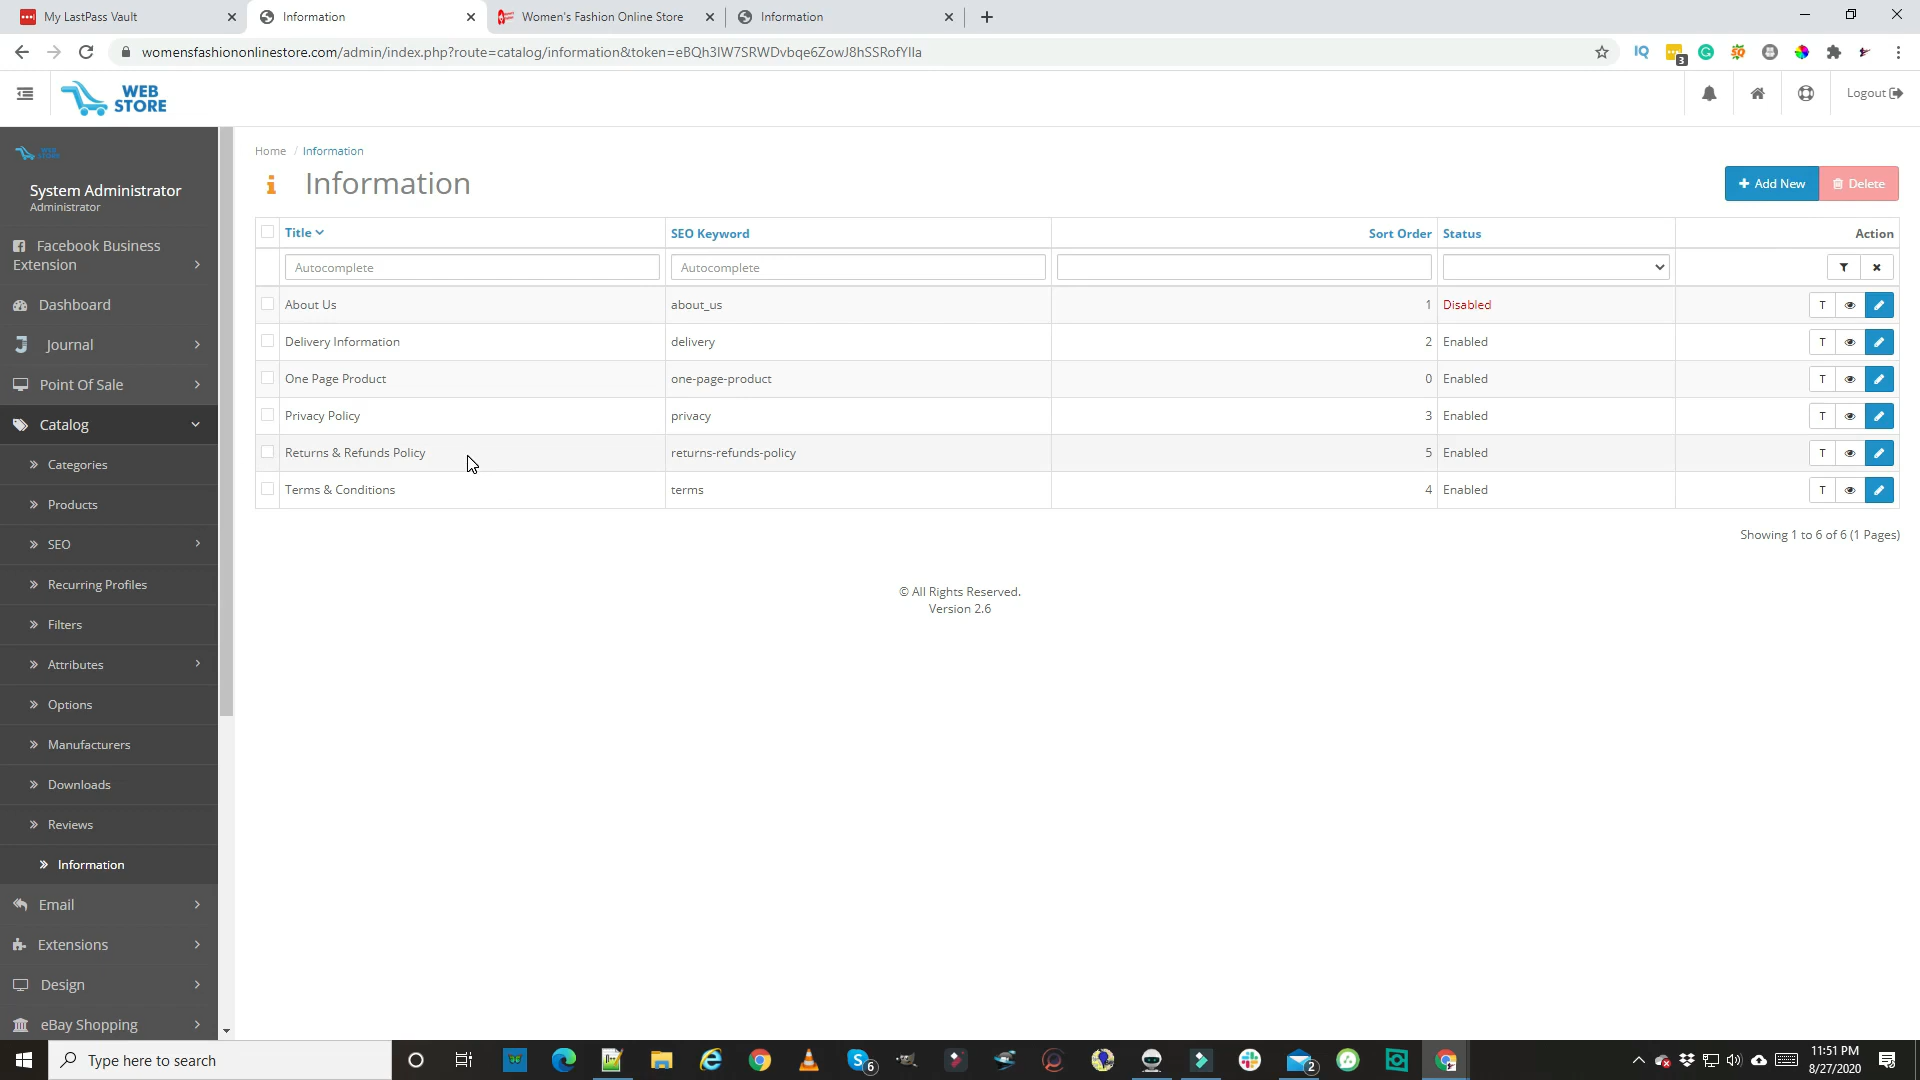 My LastPass Vault
Information
Women's Fashion Online Store
Information
womensfashiononlinestore.com/admin/index.php?route=catalog/information&token=eBQh3IW7SRWDvbqe6ZowJ8hSSRofYIla
IQ
3
WEB
STORE
Logout
System Administrator
Administrator
Facebook Business
Extension
Dashboard
Journal
Point Of Sale
Catalog
Categories
Products
SEO
Recurring Profiles
Filters
Attributes
Options
Manufacturers
Downloads
Reviews
Information
Email
Extensions
Design
eBay Shopping
Home / Information
Information
Add New
Delete
Title SEO Keyword Sort Order Status Action
Autocomplete Autocomplete
About Us about_us 1 Disabled T
Delivery Information delivery 2 Enabled T
One Page Product one-page-product 0 Enabled T
Privacy Policy privacy 3 Enabled T
Returns & Refunds Policy returns-refunds-policy 5 Enabled T
Terms & Conditions terms 4 Enabled T
Showing 1 to 6 of 6 (1 Pages)
© All Rights Reserved.
Version 2.6
Type here to search
6
2
11:51 PM
8/27/2020